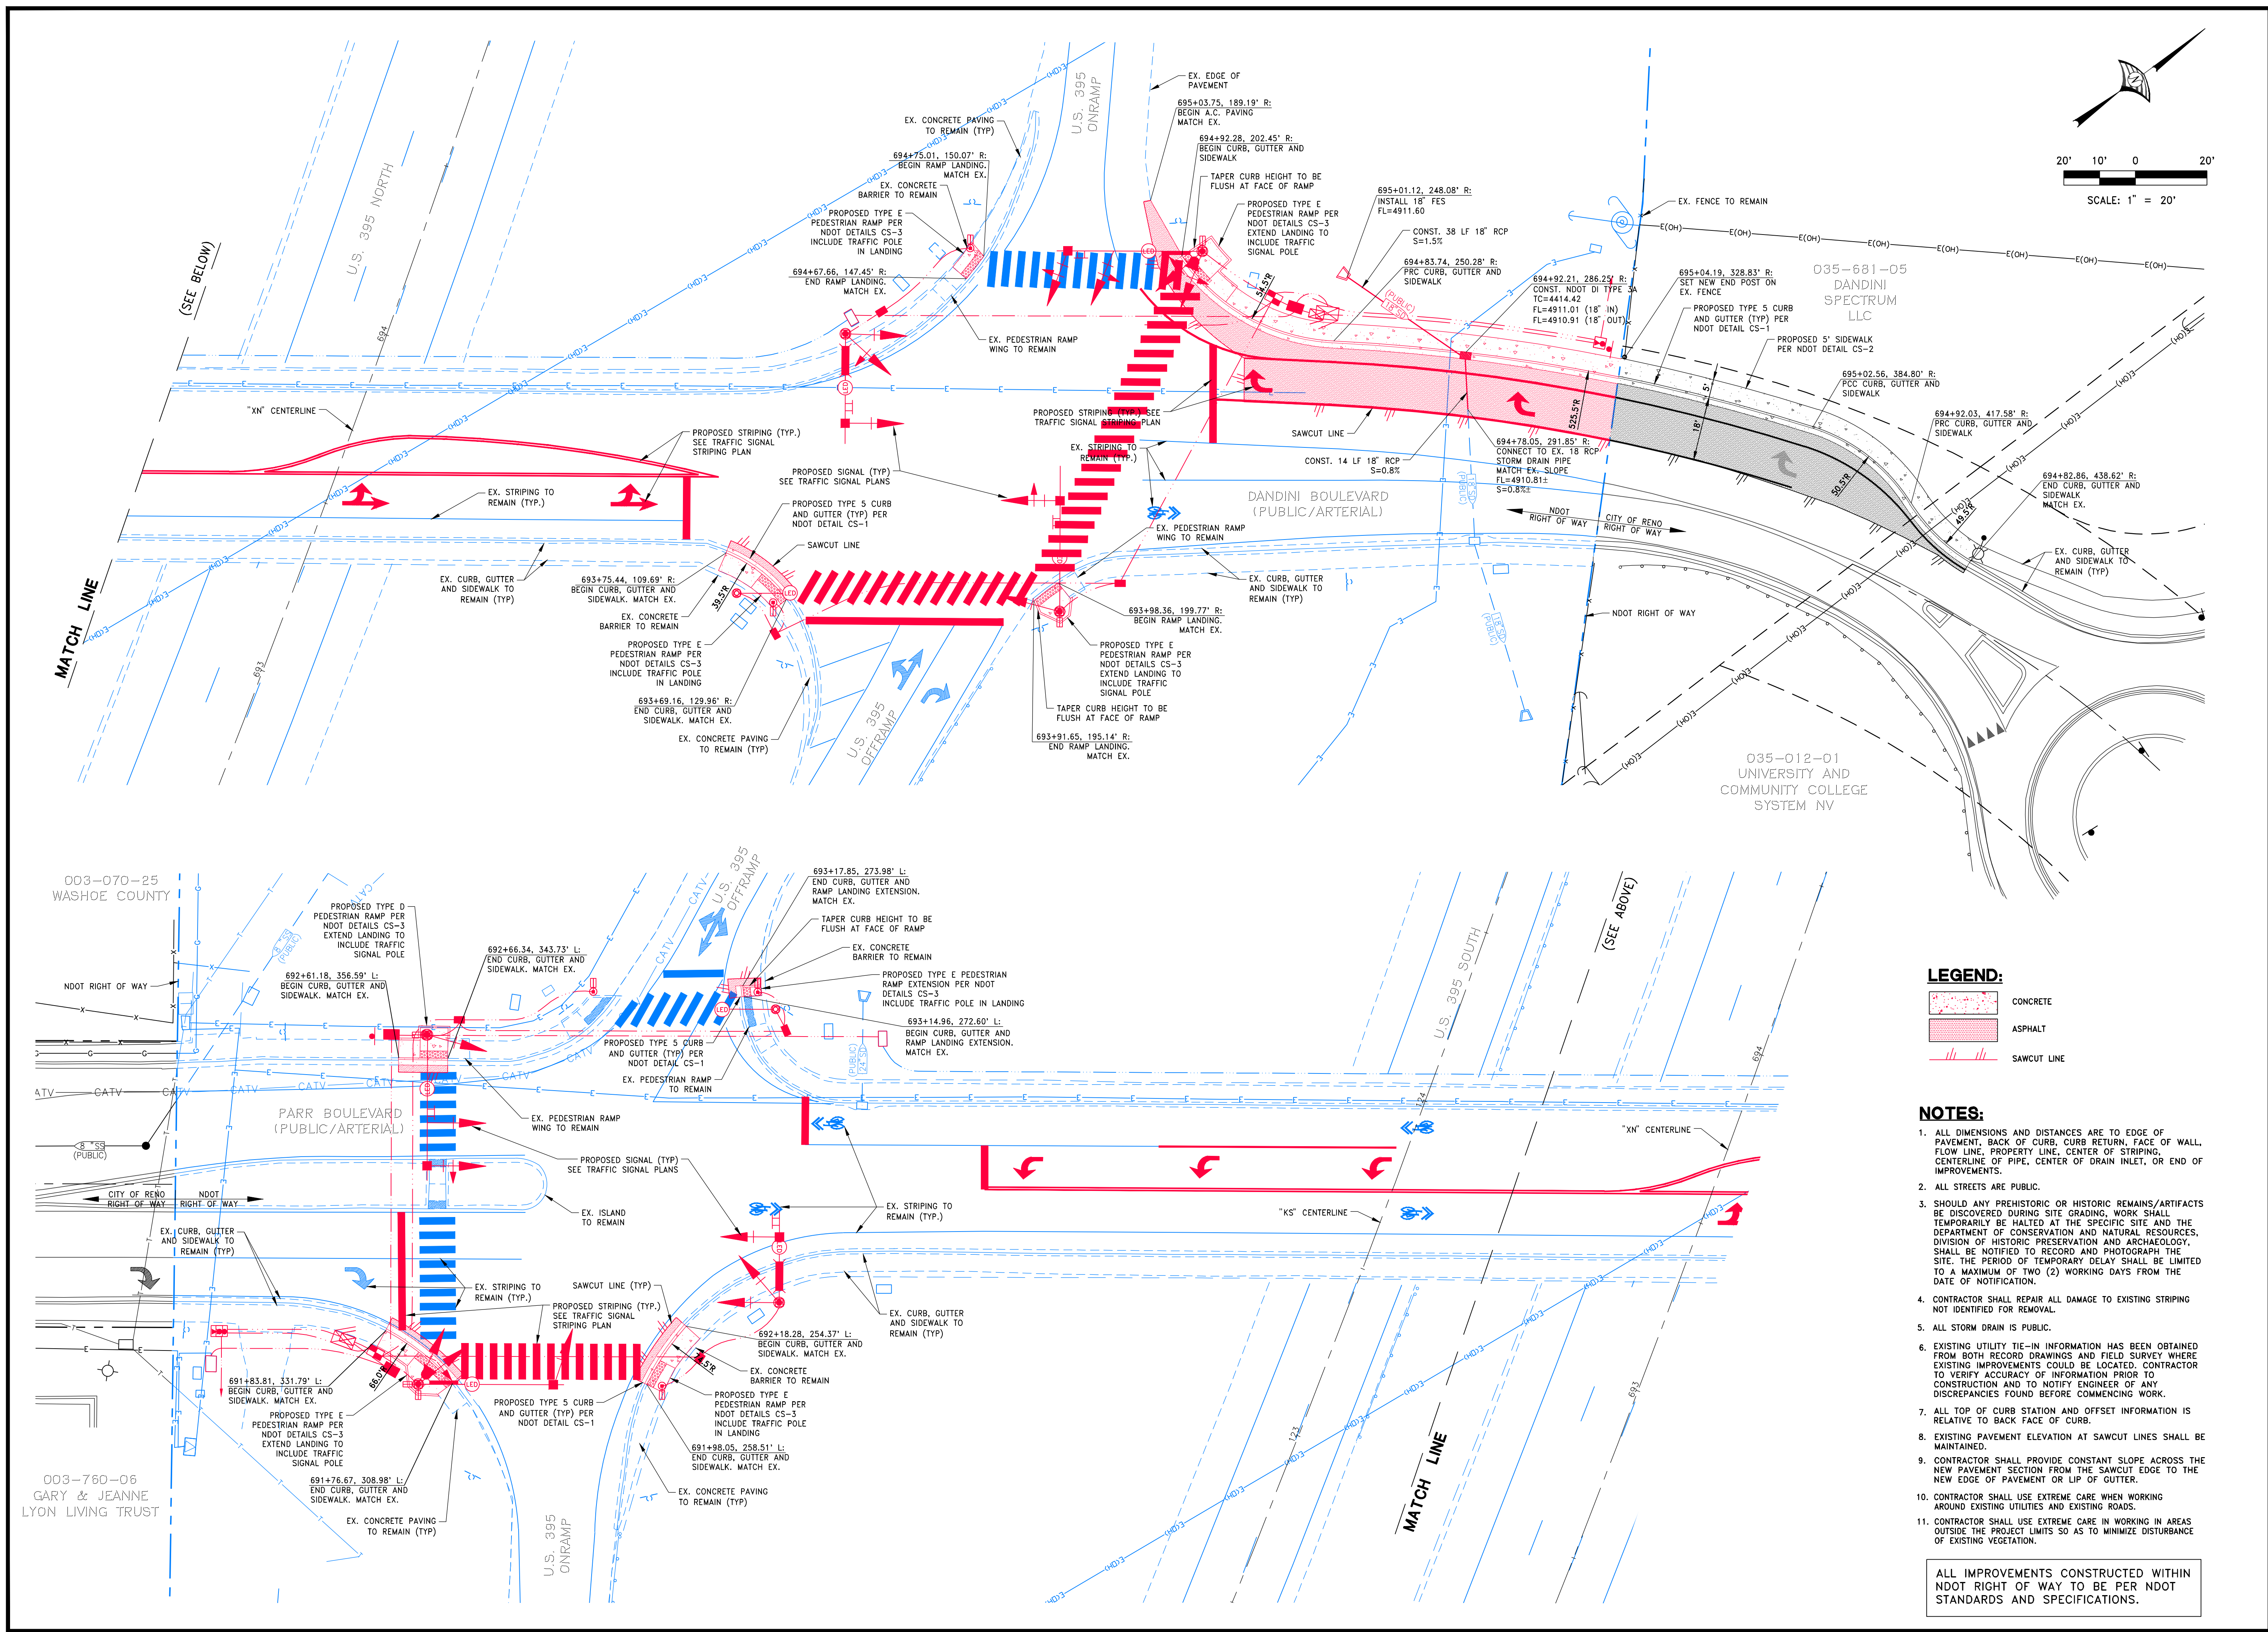 U.S. 395
ONRAMP
EX. EDGE OF
PAVEMENT
695+03.75, 189.19' R:
BEGIN A.C. PAVING
MATCH EX.
694+92.28, 202.45' R:
BEGIN CURB, GUTTER AND
SIDEWALK
TAPER CURB HEIGHT TO BE
FLUSH AT FACE OF RAMP
PROPOSED TYPE E
PEDESTRIAN RAMP PER
NDOT DETAILS CS-3
EXTEND LANDING TO
INCLUDE TRAFFIC
SIGNAL POLE
EX. CONCRETE PAVING
TO REMAIN (TYP)
694+75.01, 150.07' R:
BEGIN RAMP LANDING.
MATCH EX.
EX. CONCRETE
BARRIER TO REMAIN
PROPOSED TYPE E
PEDESTRIAN RAMP PER
NDOT DETAILS CS-3
INCLUDE TRAFFIC POLE
IN LANDING
694+67.66, 147.45' R:
END RAMP LANDING.
MATCH EX.
EX. PEDESTRIAN RAMP
WING TO REMAIN
695+01.12, 248.08' R:
INSTALL 18" FES
FL=4911.60
CONST. 38 LF 18" RCP
S=1.5%
694+83.74, 250.28' R:
PRC CURB, GUTTER AND
SIDEWALK
694+92.21, 286.25' R:
CONST. NDOT DI TYPE 3A
TC=4414.42
FL=4911.01 (18" IN)
FL=4910.91 (18" OUT)
EX. FENCE TO REMAIN
E(OH) E(OH) E(OH) E(OH) E(OH) E(OH) E(OH)
695+04.19, 328.83' R:
SET NEW END POST ON
EX. FENCE
035-681-05
DANDINI
SPECTRUM
LLC
PROPOSED TYPE 5 CURB
AND GUTTER (TYP) PER
NDOT DETAIL CS-1
PROPOSED 5' SIDEWALK
PER NDOT DETAIL CS-2
695+02.56, 384.80' R:
PCC CURB, GUTTER AND
SIDEWALK
694+92.03, 417.58' R:
PRC CURB, GUTTER AND
SIDEWALK
694+82.86, 438.62' R:
END CURB, GUTTER AND
SIDEWALK
MATCH EX.
EX. CURB, GUTTER
AND SIDEWALK TO
REMAIN (TYP)
N
20' 10' 0 20'
SCALE: 1" = 20'
(SEE BELOW)
MATCH LINE
U.S. 395 NORTH
694
693
"XN" CENTERLINE
PROPOSED STRIPING (TYP.)
SEE TRAFFIC SIGNAL
STRIPING PLAN
EX. STRIPING TO
REMAIN (TYP.)
PROPOSED SIGNAL (TYP)
SEE TRAFFIC SIGNAL PLANS
PROPOSED TYPE 5 CURB
AND GUTTER (TYP) PER
NDOT DETAIL CS-1
SAWCUT LINE
EX. CURB, GUTTER
AND SIDEWALK TO
REMAIN (TYP)
693+75.44, 109.69' R:
BEGIN CURB, GUTTER AND
SIDEWALK. MATCH EX.
39.5'R
EX. CONCRETE
BARRIER TO REMAIN
PROPOSED TYPE E
PEDESTRIAN RAMP PER
NDOT DETAILS CS-3
INCLUDE TRAFFIC POLE
IN LANDING
693+69.16, 129.96' R:
END CURB, GUTTER AND
SIDEWALK. MATCH EX.
EX. CONCRETE PAVING
TO REMAIN (TYP)
U.S. 395
OFFRAMP
LED
54.5'R
(PUBLIC)
18"SD
PROPOSED STRIPING (TYP.) SEE
TRAFFIC SIGNAL STRIPING PLAN
EX. STRIPING TO
REMAIN (TYP.)
SAWCUT LINE
CONST. 14 LF 18" RCP
S=0.8%
525.5'R
18'
5'
50.5'R
49.5'R
694+78.05, 291.85' R:
CONNECT TO EX. 18 RCP
STORM DRAIN PIPE
MATCH EX. SLOPE
FL=4910.81±
S=0.8%±
DANDINI BOULEVARD
(PUBLIC/ARTERIAL)
18"SD
(PUBLIC)
NDOT
RIGHT OF WAY
CITY OF RENO
RIGHT OF WAY
EX. PEDESTRIAN RAMP
WING TO REMAIN
EX. CURB, GUTTER
AND SIDEWALK TO
REMAIN (TYP)
693+98.36, 199.77' R:
BEGIN RAMP LANDING.
MATCH EX.
PROPOSED TYPE E
PEDESTRIAN RAMP PER
NDOT DETAILS CS-3
EXTEND LANDING TO
INCLUDE TRAFFIC
SIGNAL POLE
TAPER CURB HEIGHT TO BE
FLUSH AT FACE OF RAMP
693+91.65, 195.14' R:
END RAMP LANDING.
MATCH EX.
18"SD
(PUBLIC)
NDOT RIGHT OF WAY
035-012-01
UNIVERSITY AND
COMMUNITY COLLEGE
SYSTEM NV
003-070-25
WASHOE COUNTY
NDOT RIGHT OF WAY
8 "SS
(PUBLIC)
PROPOSED TYPE D
PEDESTRIAN RAMP PER
NDOT DETAILS CS-3
EXTEND LANDING TO
INCLUDE TRAFFIC
SIGNAL POLE
692+61.18, 356.59' L:
BEGIN CURB, GUTTER AND
SIDEWALK. MATCH EX.
692+66.34, 343.73' L:
END CURB, GUTTER AND
SIDEWALK. MATCH EX.
U.S. 395
OFFRAMP
693+17.85, 273.98' L:
END CURB, GUTTER AND
RAMP LANDING EXTENSION.
MATCH EX.
TAPER CURB HEIGHT TO BE
FLUSH AT FACE OF RAMP
EX. CONCRETE
BARRIER TO REMAIN
PROPOSED TYPE E PEDESTRIAN
RAMP EXTENSION PER NDOT
DETAILS CS-3
INCLUDE TRAFFIC POLE IN LANDING
693+14.96, 272.60' L:
BEGIN CURB, GUTTER AND
RAMP LANDING EXTENSION.
MATCH EX.
PROPOSED TYPE 5 CURB
AND GUTTER (TYP) PER
NDOT DETAIL CS-1
EX. PEDESTRIAN RAMP
TO REMAIN
(PUBLIC)
24"SD
CATV CATV CATV CATV CATV
PARR BOULEVARD
(PUBLIC/ARTERIAL)
8 "SS
(PUBLIC)
EX. PEDESTRIAN RAMP
WING TO REMAIN
PROPOSED SIGNAL (TYP)
SEE TRAFFIC SIGNAL PLANS
CITY OF RENO
RIGHT OF WAY
NDOT
RIGHT OF WAY
EX. ISLAND
TO REMAIN
EX. CURB, GUTTER
AND SIDEWALK TO
REMAIN (TYP)
EX. STRIPING TO
REMAIN (TYP.)
PROPOSED STRIPING (TYP.)
SEE TRAFFIC SIGNAL
STRIPING PLAN
SAWCUT LINE (TYP)
EX. STRIPING TO
REMAIN (TYP.)
EX. CURB, GUTTER
AND SIDEWALK TO
REMAIN (TYP)
692+18.28, 254.37' L:
BEGIN CURB, GUTTER AND
SIDEWALK. MATCH EX.
EX. CONCRETE
BARRIER TO REMAIN
PROPOSED TYPE E
PEDESTRIAN RAMP PER
NDOT DETAILS CS-3
INCLUDE TRAFFIC POLE
IN LANDING
691+98.05, 258.51' L:
END CURB, GUTTER AND
SIDEWALK. MATCH EX.
PROPOSED TYPE 5 CURB
AND GUTTER (TYP) PER
NDOT DETAIL CS-1
66.0'R
691+83.81, 331.79' L:
BEGIN CURB, GUTTER AND
SIDEWALK. MATCH EX.
PROPOSED TYPE E
PEDESTRIAN RAMP PER
NDOT DETAILS CS-3
EXTEND LANDING TO
INCLUDE TRAFFIC
SIGNAL POLE
691+76.67, 308.98' L:
END CURB, GUTTER AND
SIDEWALK. MATCH EX.
EX. CONCRETE PAVING
TO REMAIN (TYP)
EX. CONCRETE PAVING
TO REMAIN (TYP)
U.S. 395
ONRAMP
003-760-06
GARY & JEANNE
LYON LIVING TRUST
U.S. 395 SOUTH
(SEE ABOVE)
MATCH LINE
"KS" CENTERLINE
"XN" CENTERLINE
124
123
694
693
LEGEND:
CONCRETE
ASPHALT
SAWCUT LINE
NOTES:
1. ALL DIMENSIONS AND DISTANCES ARE TO EDGE OF
PAVEMENT, BACK OF CURB, CURB RETURN, FACE OF WALL,
FLOW LINE, PROPERTY LINE, CENTER OF STRIPING,
CENTERLINE OF PIPE, CENTER OF DRAIN INLET, OR END OF
IMPROVEMENTS.
2. ALL STREETS ARE PUBLIC.
3. SHOULD ANY PREHISTORIC OR HISTORIC REMAINS/ARTIFACTS
BE DISCOVERED DURING SITE GRADING, WORK SHALL
TEMPORARILY BE HALTED AT THE SPECIFIC SITE AND THE
DEPARTMENT OF CONSERVATION AND NATURAL RESOURCES,
DIVISION OF HISTORIC PRESERVATION AND ARCHAEOLOGY,
SHALL BE NOTIFIED TO RECORD AND PHOTOGRAPH THE
SITE. THE PERIOD OF TEMPORARY DELAY SHALL BE LIMITED
TO A MAXIMUM OF TWO (2) WORKING DAYS FROM THE
DATE OF NOTIFICATION.
4. CONTRACTOR SHALL REPAIR ALL DAMAGE TO EXISTING STRIPING
NOT IDENTIFIED FOR REMOVAL.
5. ALL STORM DRAIN IS PUBLIC.
6. EXISTING UTILITY TIE-IN INFORMATION HAS BEEN OBTAINED
FROM BOTH RECORD DRAWINGS AND FIELD SURVEY WHERE
EXISTING IMPROVEMENTS COULD BE LOCATED. CONTRACTOR
TO VERIFY ACCURACY OF INFORMATION PRIOR TO
CONSTRUCTION AND TO NOTIFY ENGINEER OF ANY
DISCREPANCIES FOUND BEFORE COMMENCING WORK.
7. ALL TOP OF CURB STATION AND OFFSET INFORMATION IS
RELATIVE TO BACK FACE OF CURB.
8. EXISTING PAVEMENT ELEVATION AT SAWCUT LINES SHALL BE
MAINTAINED.
9. CONTRACTOR SHALL PROVIDE CONSTANT SLOPE ACROSS THE
NEW PAVEMENT SECTION FROM THE SAWCUT EDGE TO THE
NEW EDGE OF PAVEMENT OR LIP OF GUTTER.
10. CONTRACTOR SHALL USE EXTREME CARE WHEN WORKING
AROUND EXISTING UTILITIES AND EXISTING ROADS.
11. CONTRACTOR SHALL USE EXTREME CARE IN WORKING IN AREAS
OUTSIDE THE PROJECT LIMITS SO AS TO MINIMIZE DISTURBANCE
OF EXISTING VEGETATION.
ALL IMPROVEMENTS CONSTRUCTED WITHIN
NDOT RIGHT OF WAY TO BE PER NDOT
STANDARDS AND SPECIFICATIONS.